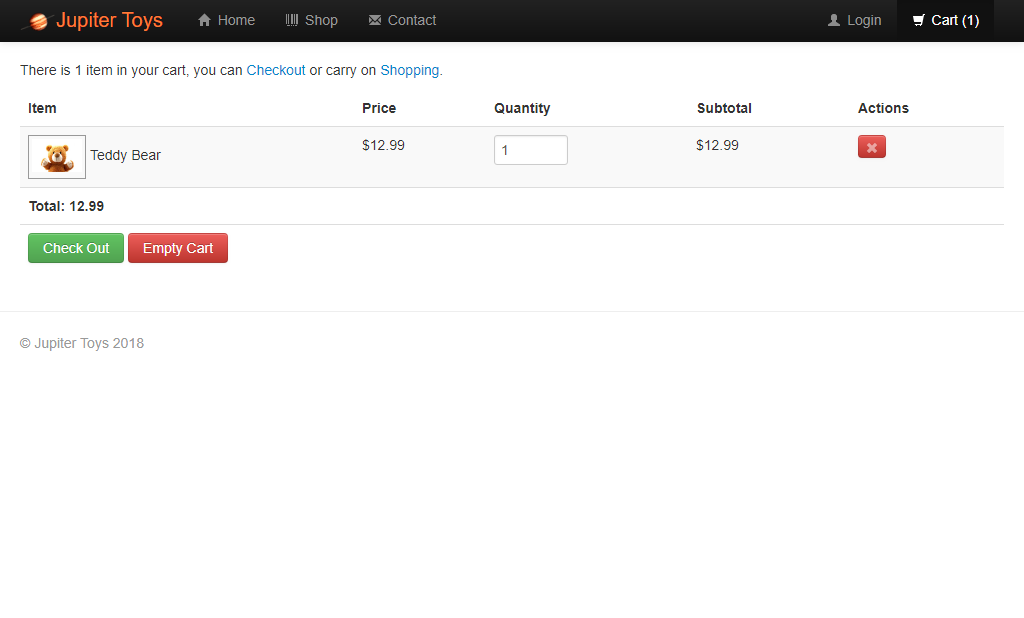 Jupiter Toys Home Shop Contact Login Cart (1)
There is 1 item in your cart, you can Checkout or carry on Shopping.
Item Price Quantity Subtotal Actions
Teddy Bear $12.99 1 $12.99
Total: 12.99
Check Out Empty Cart
© Jupiter Toys 2018